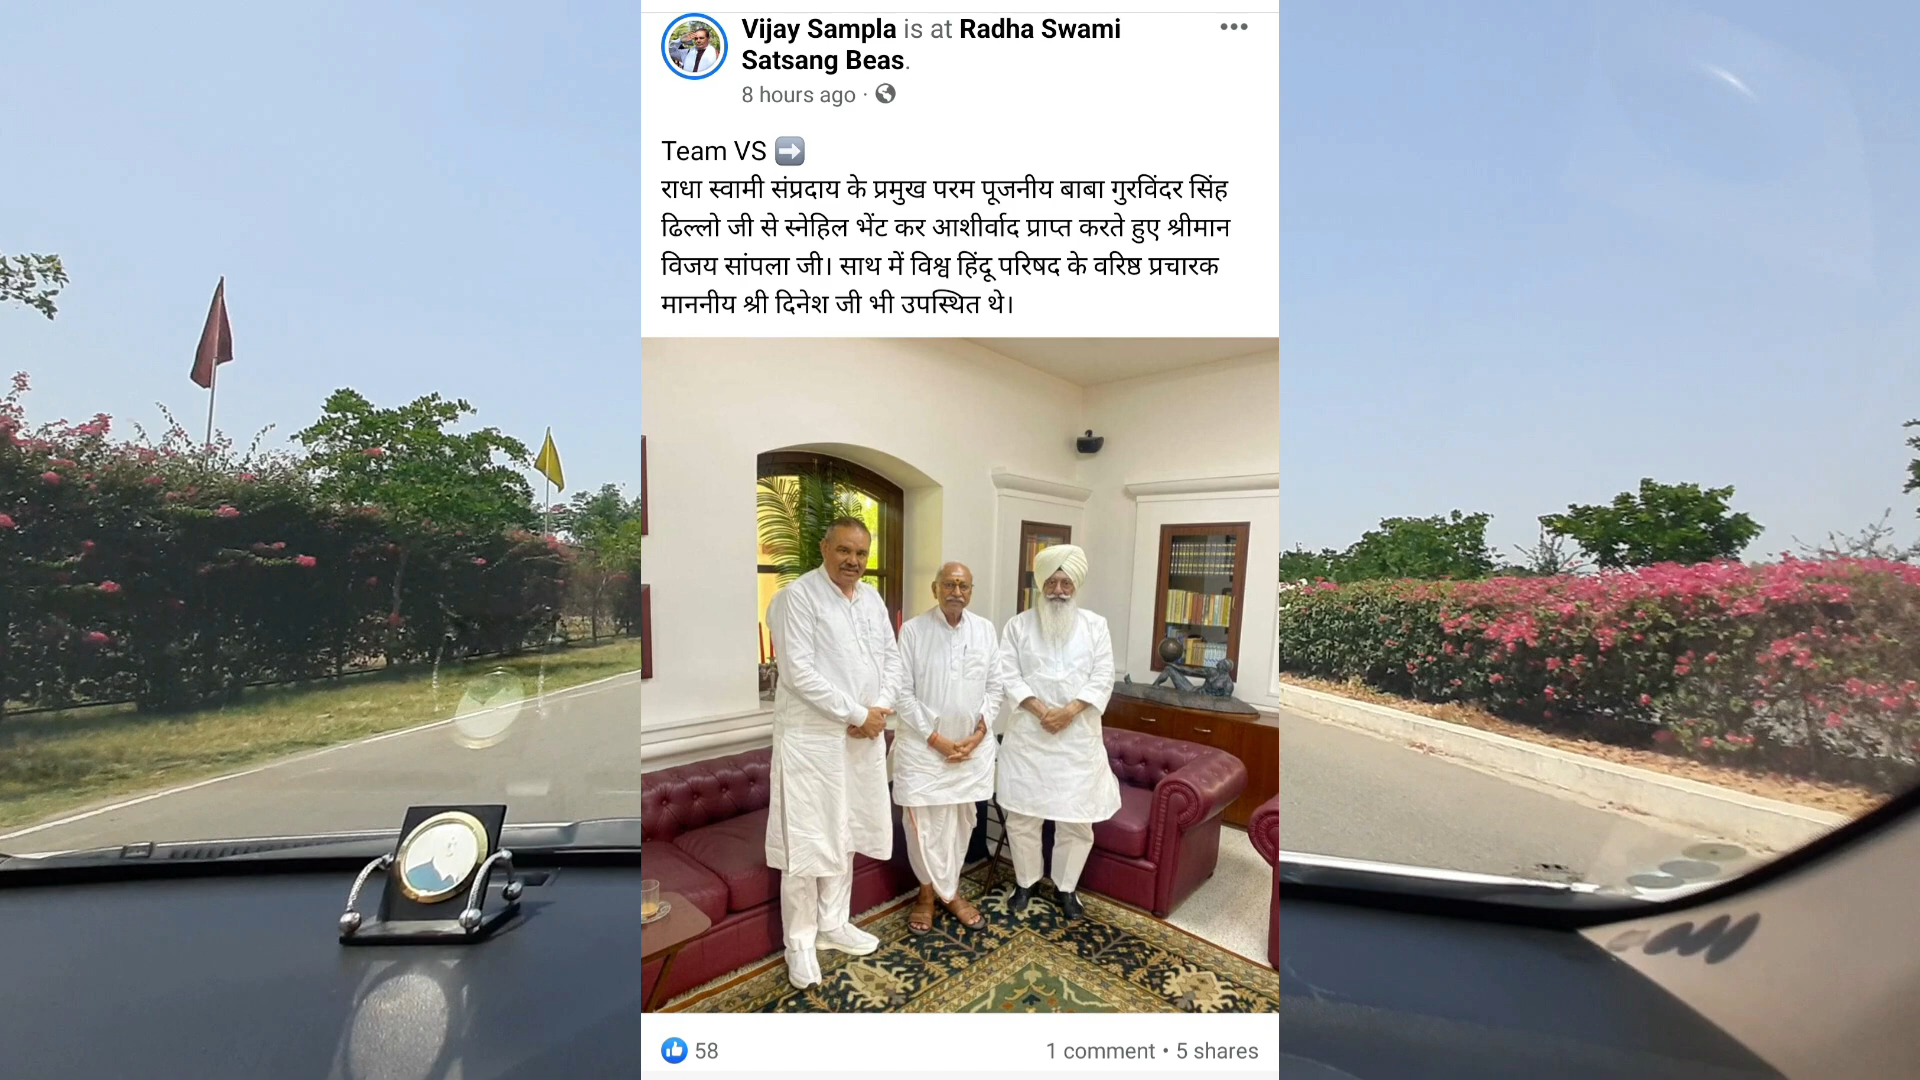 Vijay Sampla is at Radha Swami
Satsang Beas.
8 hours ago ·
Team VS ➡️
राधा स्वामी संप्रदाय के प्रमुख परम पूजनीय बाबा गुरविंदर सिंह
ढिल्लो जी से स्नेहिल भेंट कर आशीर्वाद प्राप्त करते हुए श्रीमान
विजय सांपला जी। साथ में विश्व हिंदू परिषद के वरिष्ठ प्रचारक
माननीय श्री दिनेश जी भी उपस्थित थे।
58
1 comment • 5 shares